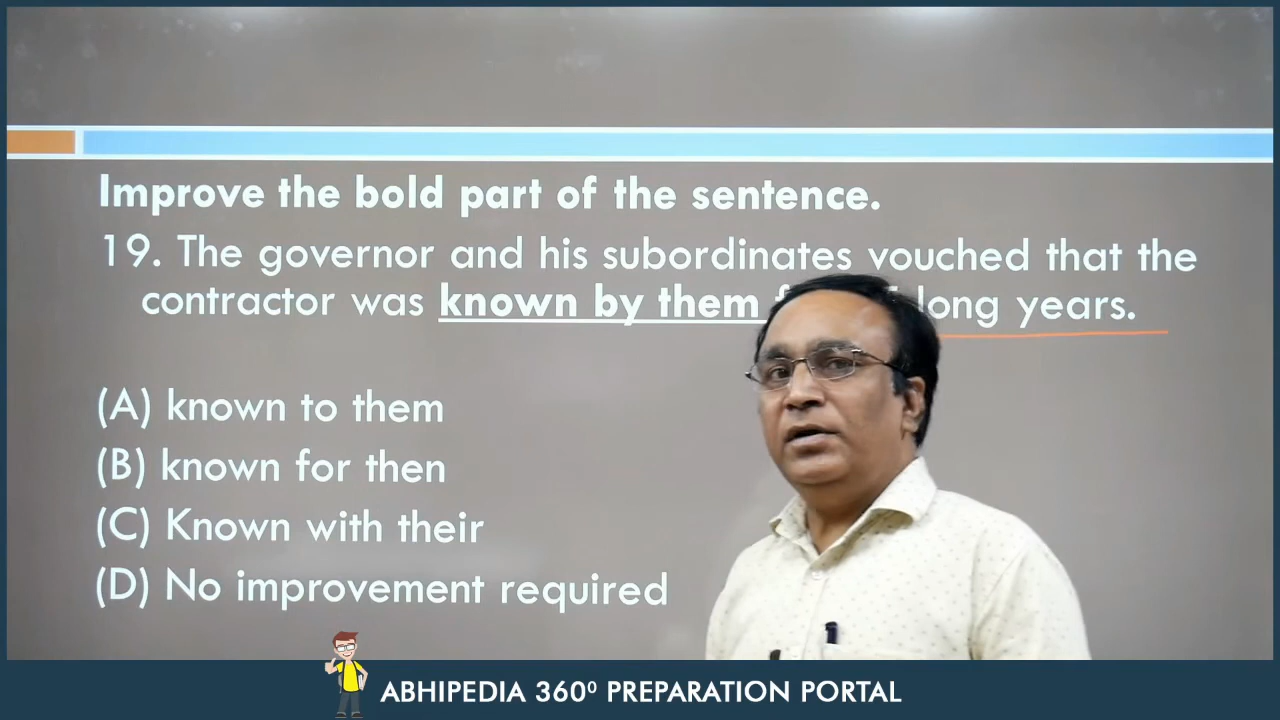 Improve the bold part of the sentence.
19. The governor and his subordinates vouched that the
contractor was known by them long years.
(A) known to them
(B) known for then
(C) Known with their
(D) No improvement required
ABHIPEDIA 360⁰ PREPARATION PORTAL